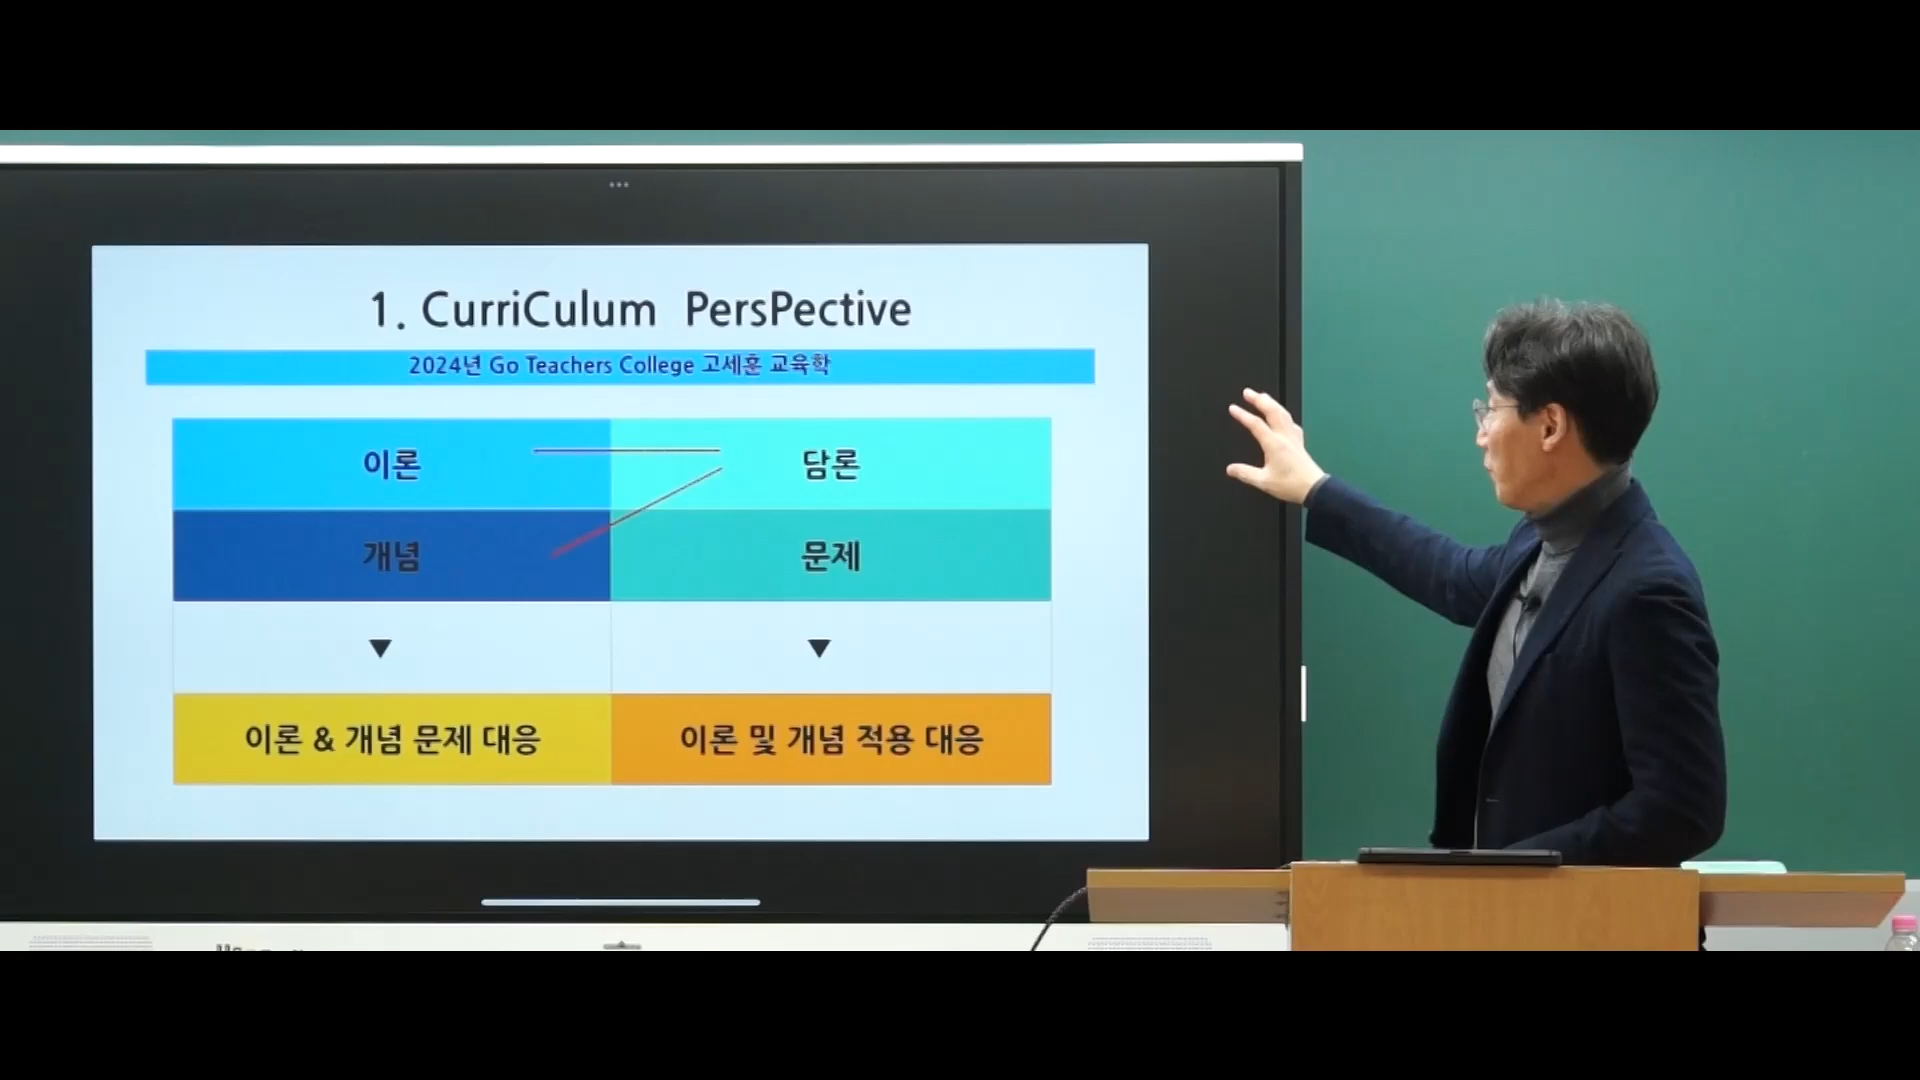 1. CurriCulum PersPective
2024년 Go Teachers College 고세훈 교육학
이론 담론
개념 문제
▼ ▼
이론 & 개념 문제 대응 이론 및 개념 적용 대응